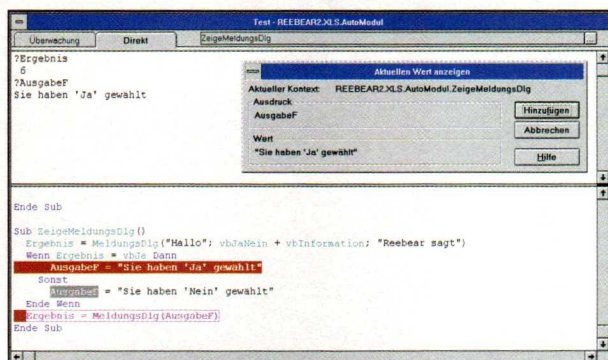 Test - REEBEAR2.XLS.AutoModul
Überwachung
Direkt
ZeigeMeldungsDlg
...
?Ergebnis
6
?AusgabeF
Sie haben 'Ja' gewählt
Aktuellen Wert anzeigen
Aktueller Kontext: REEBEAR2.XLS.AutoModul.ZeigeMeldungsDlg
Ausdruck
AusgabeF
Wert
"Sie haben 'Ja' gewählt"
Hinzufügen
Abbrechen
Hilfe
Ende Sub
Sub ZeigeMeldungsDlg()
Ergebnis = MeldungsDlg("Hallo"; vbJaNein + vbInformation; "Reebear sagt")
Wenn Ergebnis = vbJa Dann
AusgabeF = "Sie haben 'Ja' gewählt"
Sonst
AusgabeF = "Sie haben 'Nein' gewählt"
Ende Wenn
Ergebnis = MeldungsDlg(AusgabeF)
Ende Sub